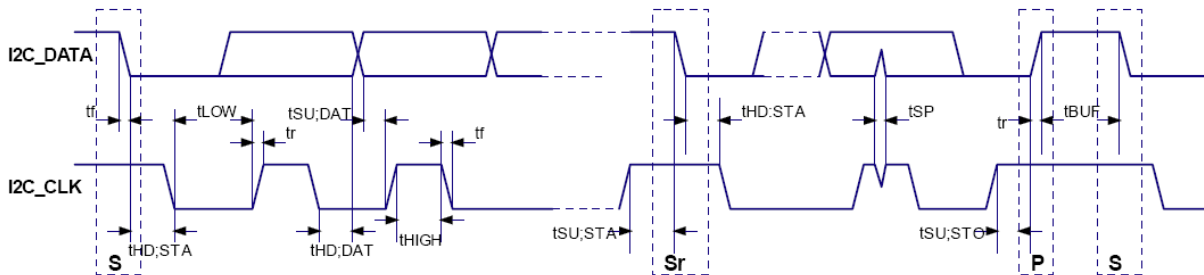 I2C_DATA
tf
tLOW
tr
tSU;DAT
tf
tHD:STA
tSP
tr
tBUF
I2C_CLK
tHD;STA
tHD;DAT
tHIGH
tSU;STA
tSU;STO
S
Sr
P
S